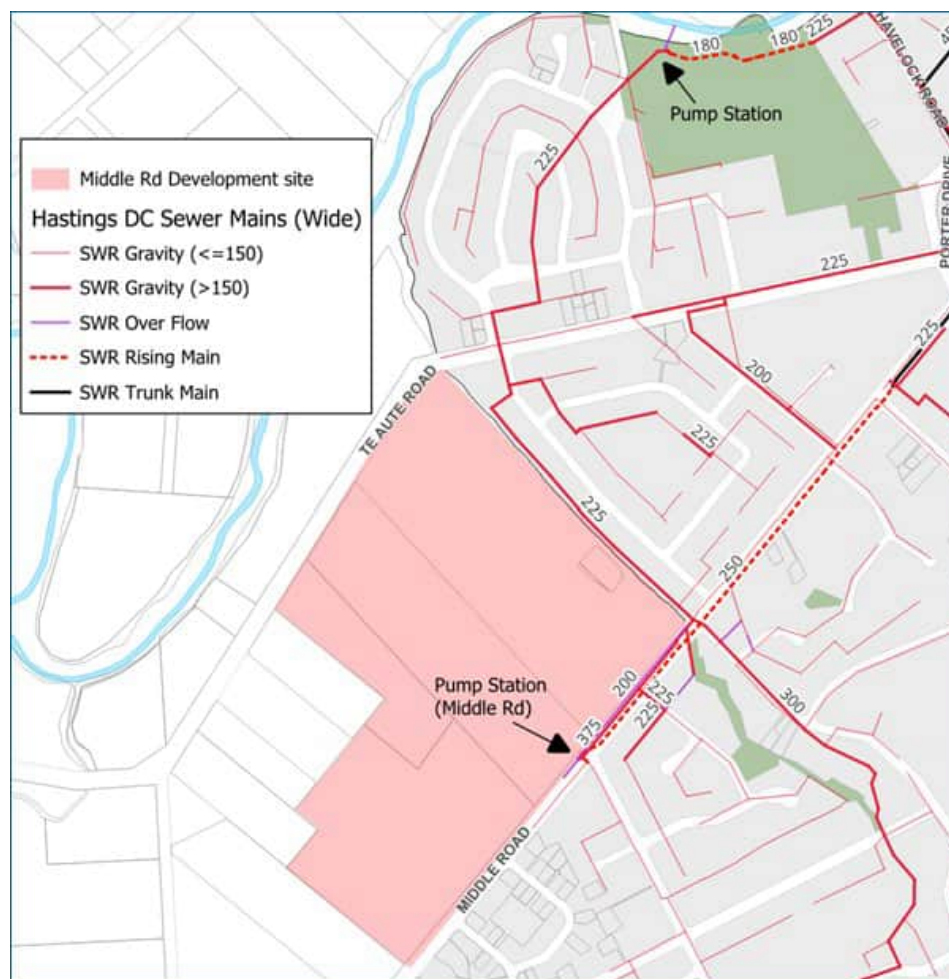 180
180
225
HAVELOCK ROAD
Pump Station
225
PORTER DRIVE
Middle Rd Development site
Hastings DC Sewer Mains (Wide)
SWR Gravity (<=150)
SWR Gravity (>150)
SWR Over Flow
SWR Rising Main
SWR Trunk Main
225
225
200
TE AUTE ROAD
225
225
250
Pump Station
(Middle Rd)
200
225
225
375
300
MIDDLE ROAD